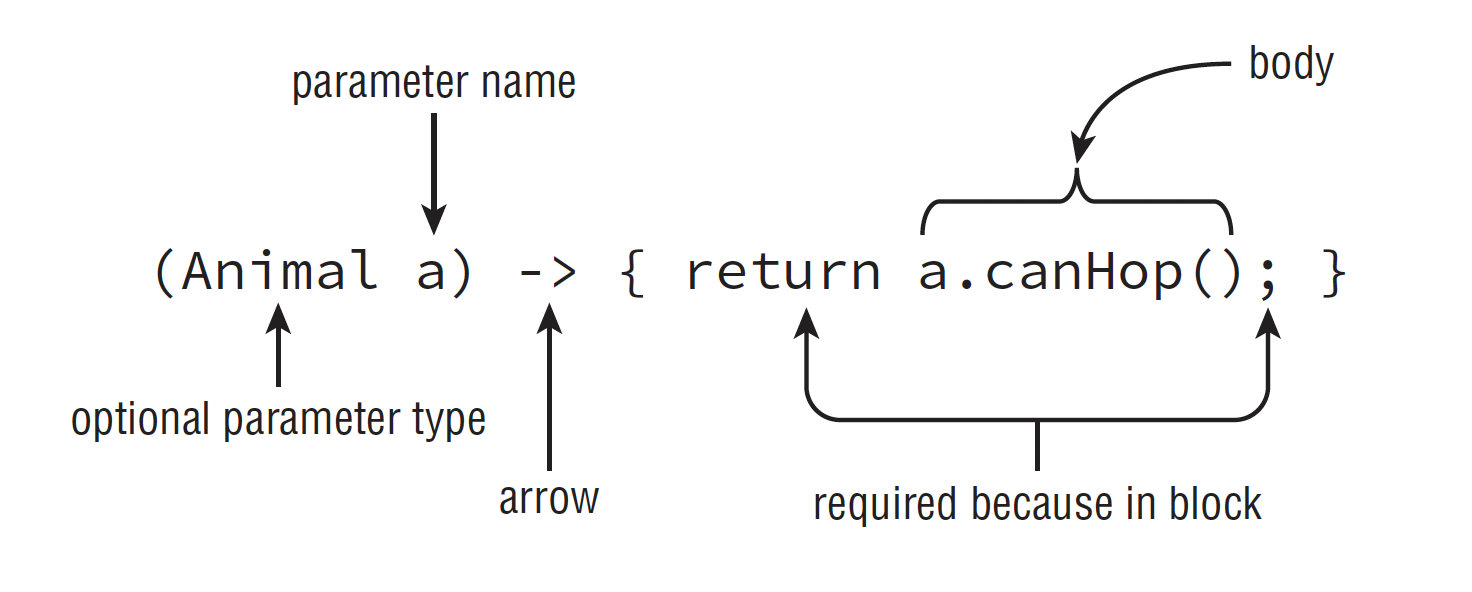 body
parameter name
(Animal a) -> { return a.canHop(); }
optional parameter type
arrow
required because in block